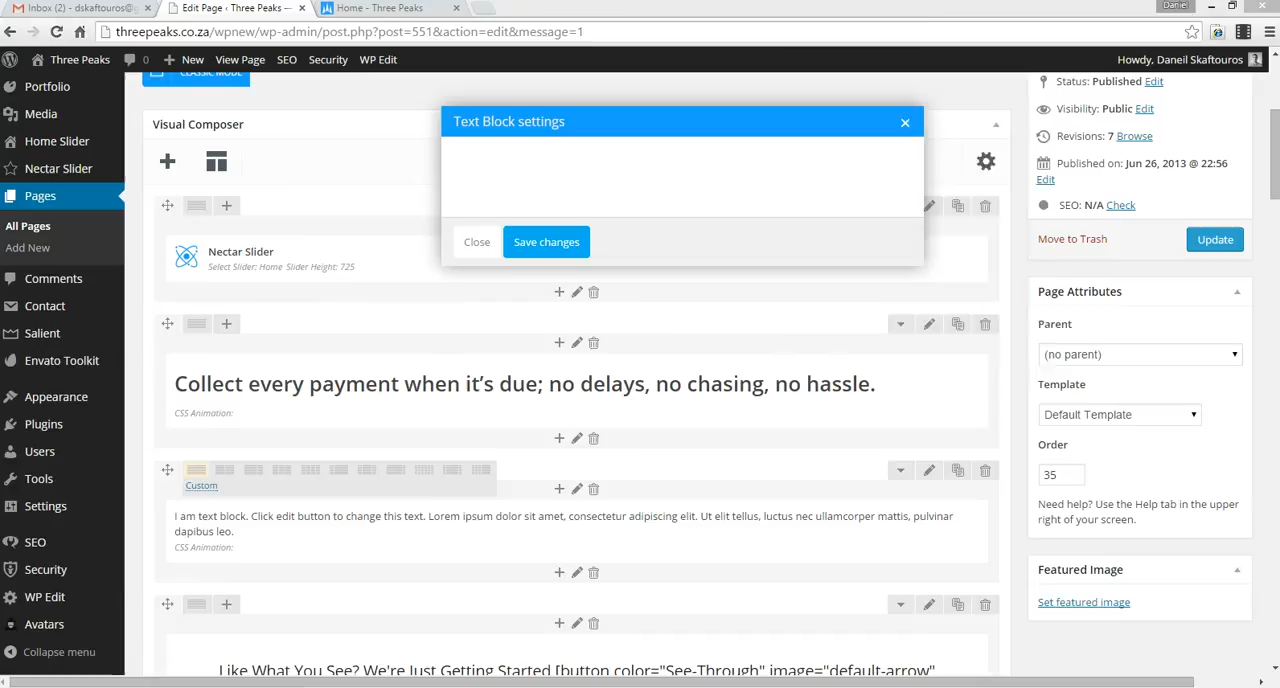 Inbox (2) - dskaftouros@
Edit Page ‹ Three Peaks —
Home - Three Peaks
Daniel
threepeaks.co.za/wpnew/wp-admin/post.php?post=551&action=edit&message=1
Three Peaks
0
New
View Page
SEO
Security
WP Edit
Howdy, Daneil Skaftouros
Portfolio
Media
Home Slider
Nectar Slider
Pages
All Pages
Add New
Comments
Contact
Salient
Envato Toolkit
Appearance
Plugins
Users
Tools
Settings
SEO
Security
WP Edit
Avatars
Collapse menu
CLASSIC MODE
Visual Composer
Text Block settings
Close
Save changes
Nectar Slider
Select Slider: Home Slider Height: 725
Collect every payment when it's due; no delays, no chasing, no hassle.
CSS Animation:
Custom
I am text block. Click edit button to change this text. Lorem ipsum dolor sit amet, consectetur adipiscing elit. Ut elit tellus, luctus nec ullamcorper mattis, pulvinar
dapibus leo.
CSS Animation:
Like What You See? We're Just Getting Started [button color="See-Through" image="default-arrow"
Status: Published Edit
Visibility: Public Edit
Revisions: 7 Browse
Published on: Jun 26, 2013 @ 22:56
Edit
SEO: N/A Check
Move to Trash
Update
Page Attributes
Parent
(no parent)
Template
Default Template
Order
35
Need help? Use the Help tab in the upper
right of your screen.
Featured Image
Set featured image